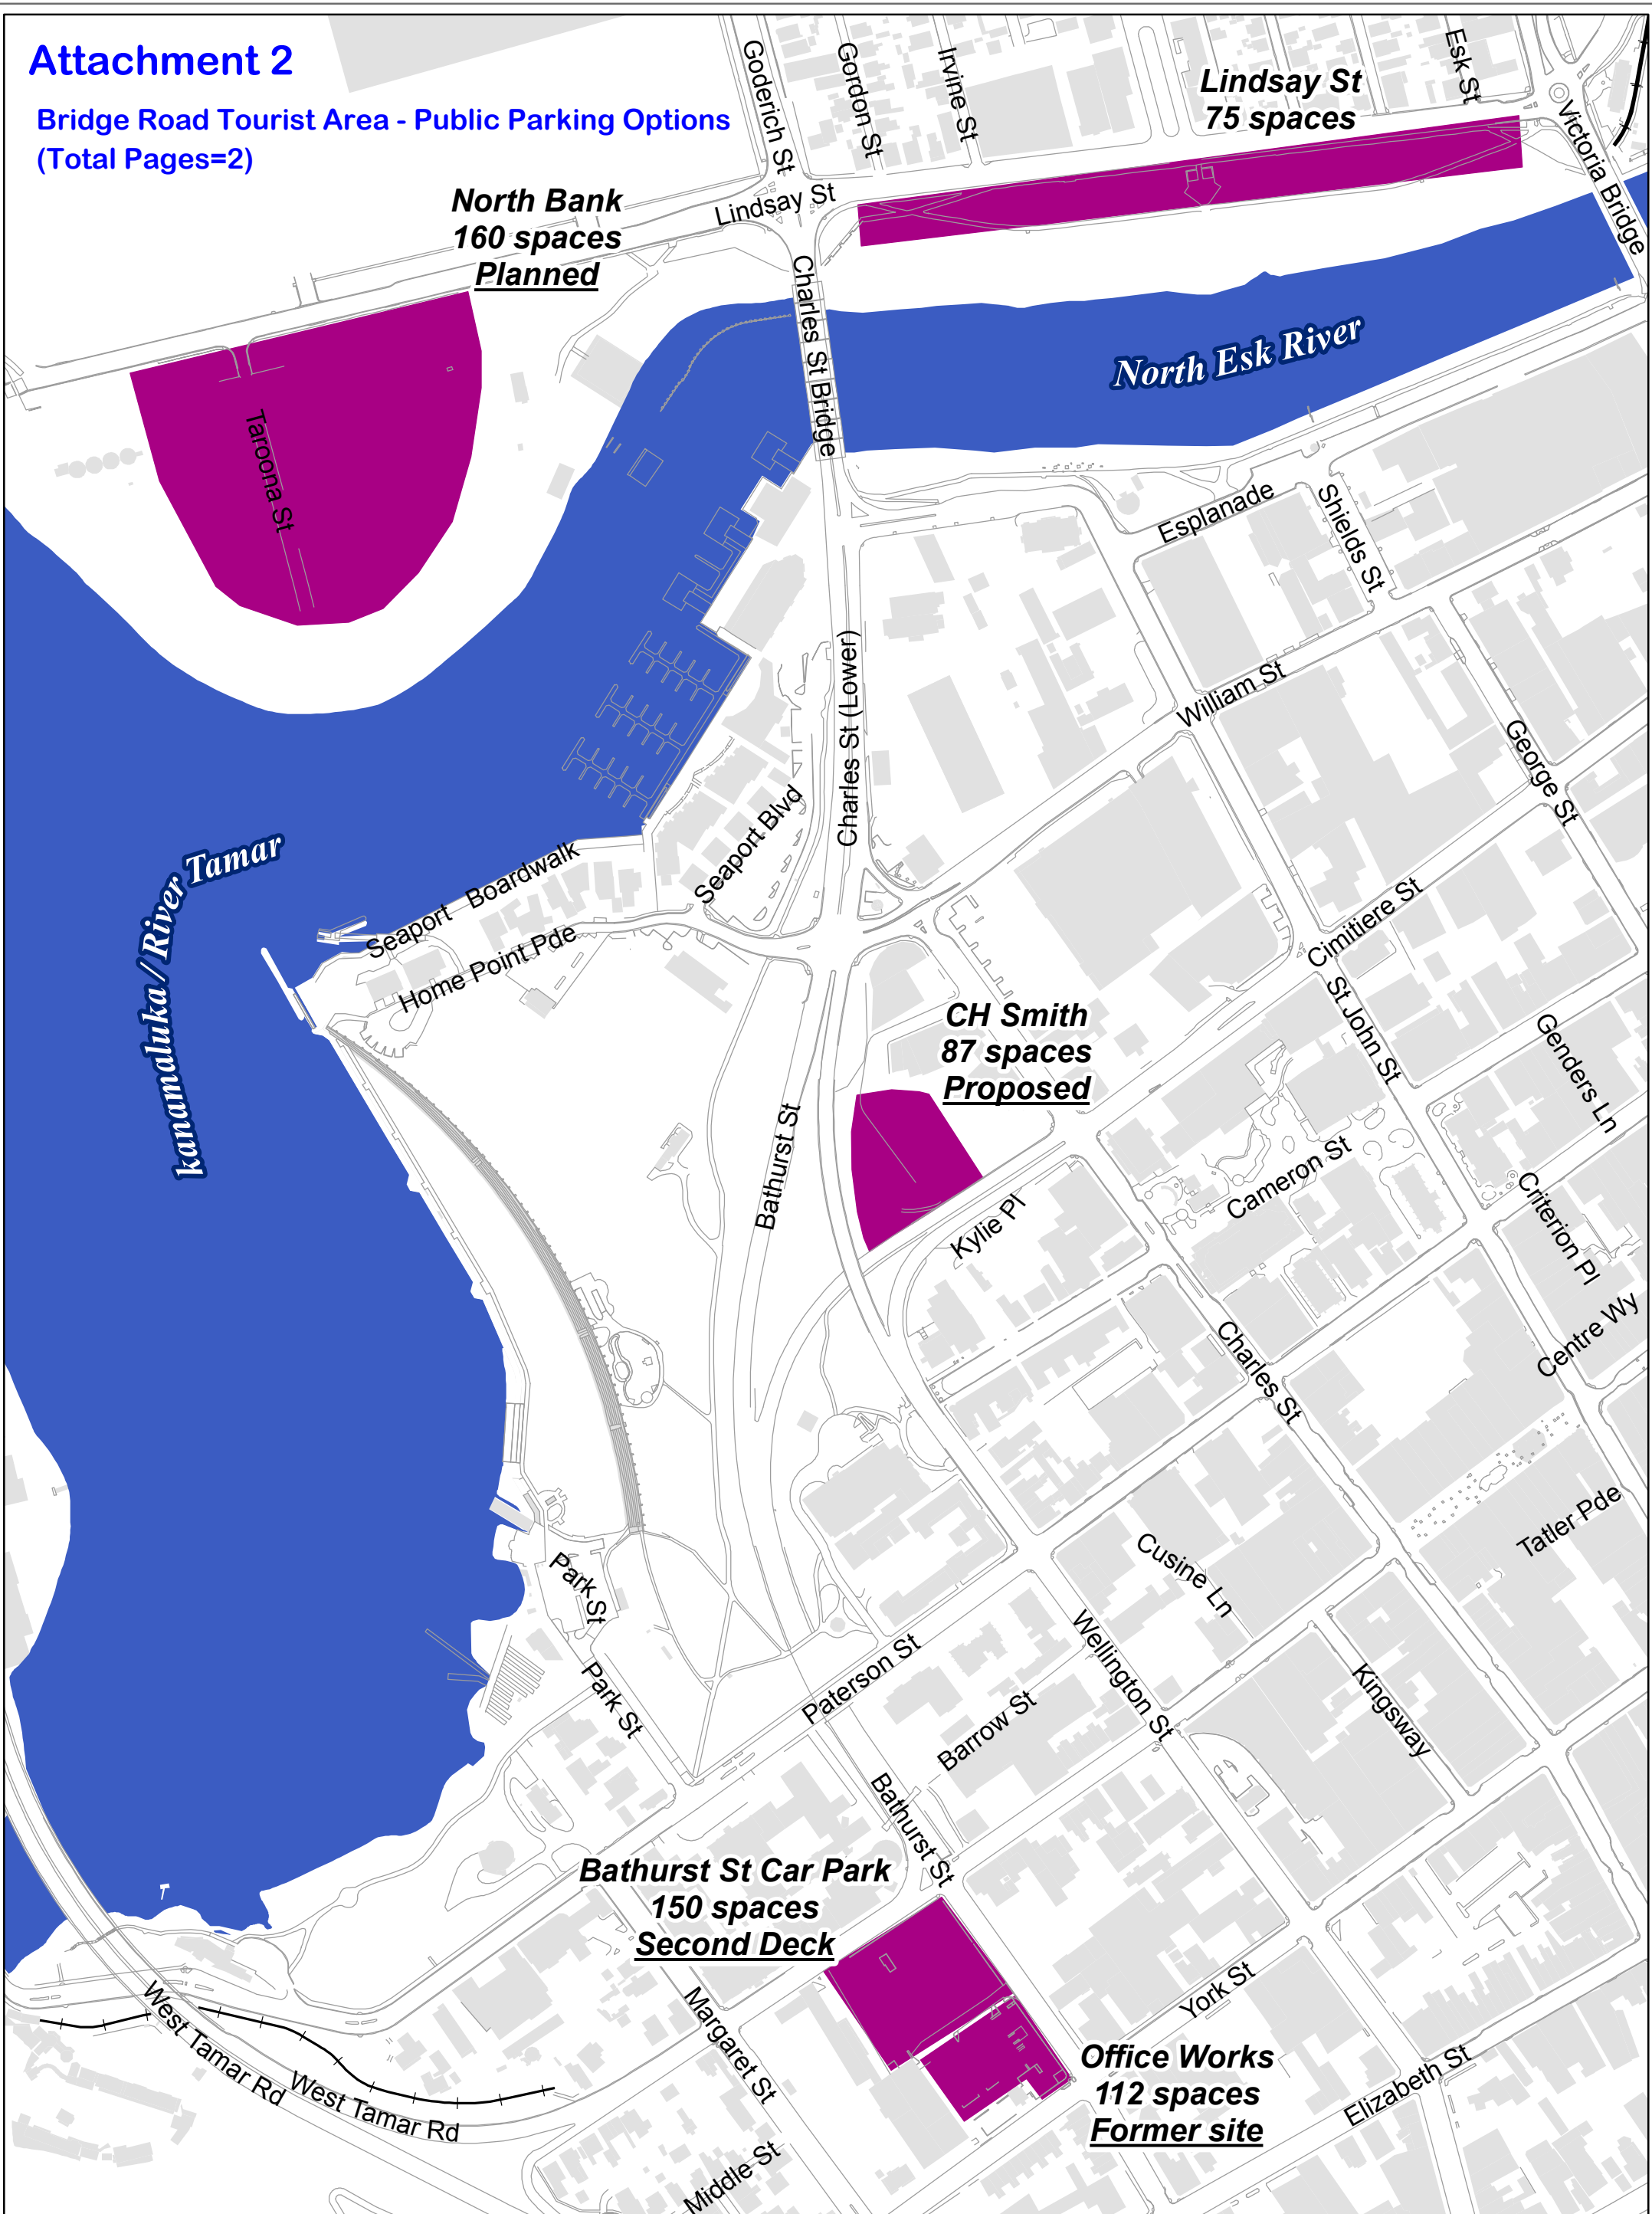 Attachment 2
Bridge Road Tourist Area - Public Parking Options
(Total Pages=2)
Goderich St
Gordon St
Irvine St
Esk St
Lindsay St
75 spaces
Victoria Bridge
North Bank
160 spaces
Planned
Lindsay St
Charles St Bridge
North Esk River
Taroona St
Esplanade
Shields St
William St
George St
Charles St (Lower)
Seaport Blvd
Seaport Boardwalk
Home Point Pde
kanamaluka / River Tamar
Cimitiere St
St John St
Genders Ln
CH Smith
87 spaces
Proposed
Bathurst St
Kylie Pl
Cameron St
Criterion Pl
Centre Wy
Charles St
Tatler Pde
Cusine Ln
Park St
Park St
Paterson St
Wellington St
Kingsway
Barrow St
Bathurst St
Bathurst St Car Park
150 spaces
Second Deck
York St
Margaret St
West Tamar Rd
West Tamar Rd
Office Works
112 spaces
Former site
Elizabeth St
Middle St